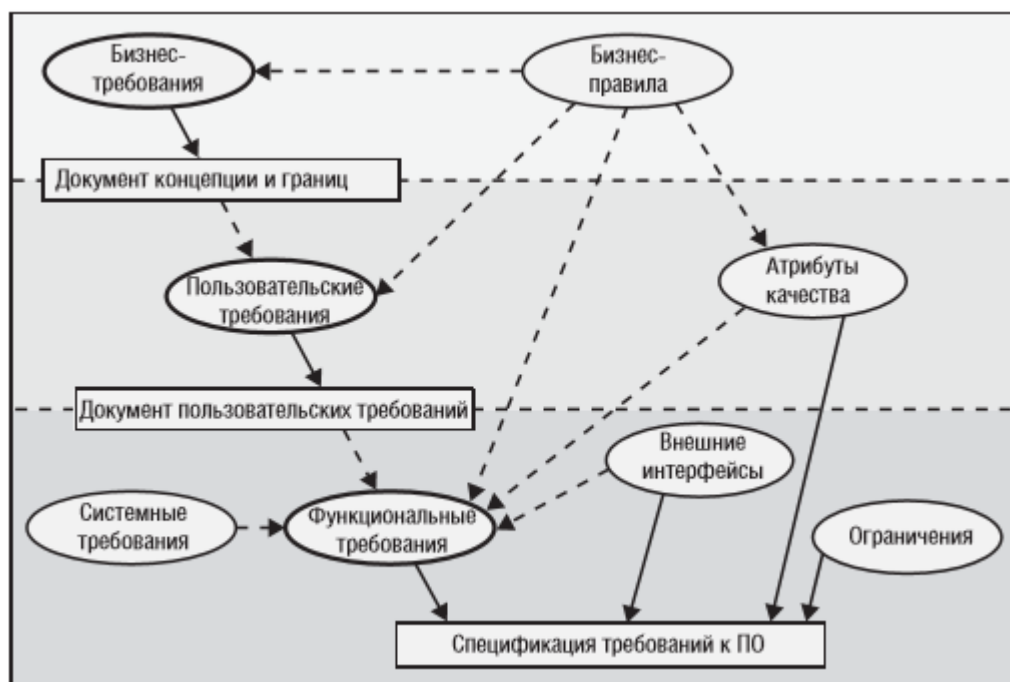 Бизнес-
требования
Бизнес-
правила
Документ концепции и границ
Пользовательские
требования
Атрибуты
качества
Документ пользовательских требований
Внешние
интерфейсы
Системные
требования
Функциональные
требования
Ограничения
Спецификация требований к ПО